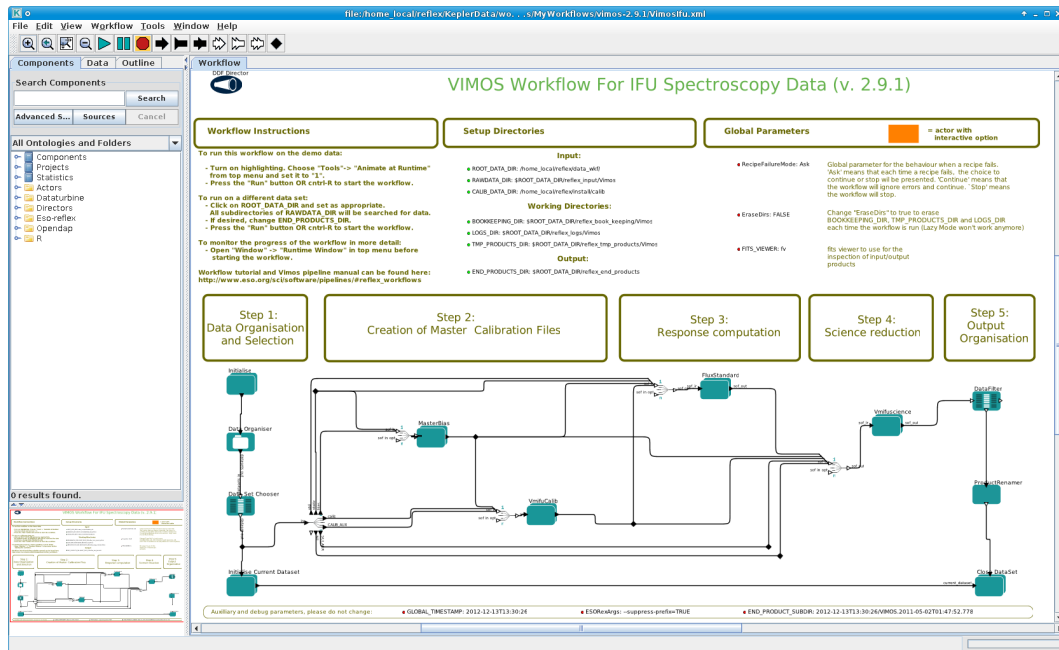 file:/home_local/reflex/KeplerData/wo. . .s/MyWorkflows/vimos-2.9.1/VimosIfu.xml
File Edit View Workflow Tools Window Help
Components Data Outline
Workflow
Search Components
Search
Advanced S... Sources Cancel
All Ontologies and Folders
Components
Projects
Statistics
Actors
Dataturbine
Directors
Eso-reflex
Opendap
R
0 results found.
DDF Director
VIMOS Workflow For IFU Spectroscopy Data (v. 2.9.1)
Workflow Instructions
To run this workflow on the demo data:
- Turn on highlighting. Choose "Tools"-> "Animate at Runtime"
from top menu and set it to "1".
- Press the "Run" button OR cntrl-R to start the workflow.
To run on a different data set:
- Click on ROOT_DATA_DIR and set as appropriate.
All subdirectories of RAWDATA_DIR will be searched for data.
- If desired, change END_PRODUCTS_DIR.
- Press the "Run" button OR cntrl-R to start the workflow.
To monitor the progress of the workflow in more detail:
- Open "Window" -> "Runtime Window" in top menu before
starting the workflow.
Workflow tutorial and Vimos pipeline manual can be found here:
http://www.eso.org/sci/software/pipelines/#reflex_workflows
Setup Directories
Input:
ROOT_DATA_DIR: /home_local/reflex/data_wkf/
RAWDATA_DIR: $ROOT_DATA_DIR/reflex_input/Vimos
CALIB_DATA_DIR: /home_local/reflex/install/calib
Working Directories:
BOOKKEEPING_DIR: $ROOT_DATA_DIR/reflex_book_keeping/Vimos
LOGS_DIR: $ROOT_DATA_DIR/reflex_logs/Vimos
TMP_PRODUCTS_DIR: $ROOT_DATA_DIR/reflex_tmp_products/Vimos
Output:
END_PRODUCTS_DIR: $ROOT_DATA_DIR/reflex_end_products
Global Parameters
= actor with
interactive option
RecipeFailureMode: Ask
Global parameter for the behaviour when a recipe fails,
'Ask' means that each time a recipe fails, the choice to
continue or stop wil be presented. 'Continue' means that
the workflow will ignore errors and continue. `Stop' means
the workflow will stop.
EraseDirs: FALSE
Change "EraseDirs" to true to erase
BOOKKEEPING_DIR, TMP_PRODUCTS_DIR and LOGS_DIR
each time the workflow is run (Lazy Mode won't work anymore)
FITS_VIEWER: fv
fits viewer to use for the
inspection of input/output
products
Step 1:
Data Organisation
and Selection
Step 2:
Creation of Master Calibration Files
Step 3:
Response computation
Step 4:
Science reduction
Step 5:
Output
Organisation
Initialise
Data Organiser
Data Set Chooser
Initialise Current Dataset
MasterBias
VmifuCalib
FluxStandard
Vmifuscience
DataFilter
ProductRenamer
Close DataSet
current_dataset
Auxiliary and debug parameters, please do not change:
GLOBAL_TIMESTAMP: 2012-12-13T13:30:26
ESORexArgs: --suppress-prefix=TRUE
END_PRODUCT_SUBDIR: 2012-12-13T13:30:26/VIMOS.2011-05-02T01:47:52.778